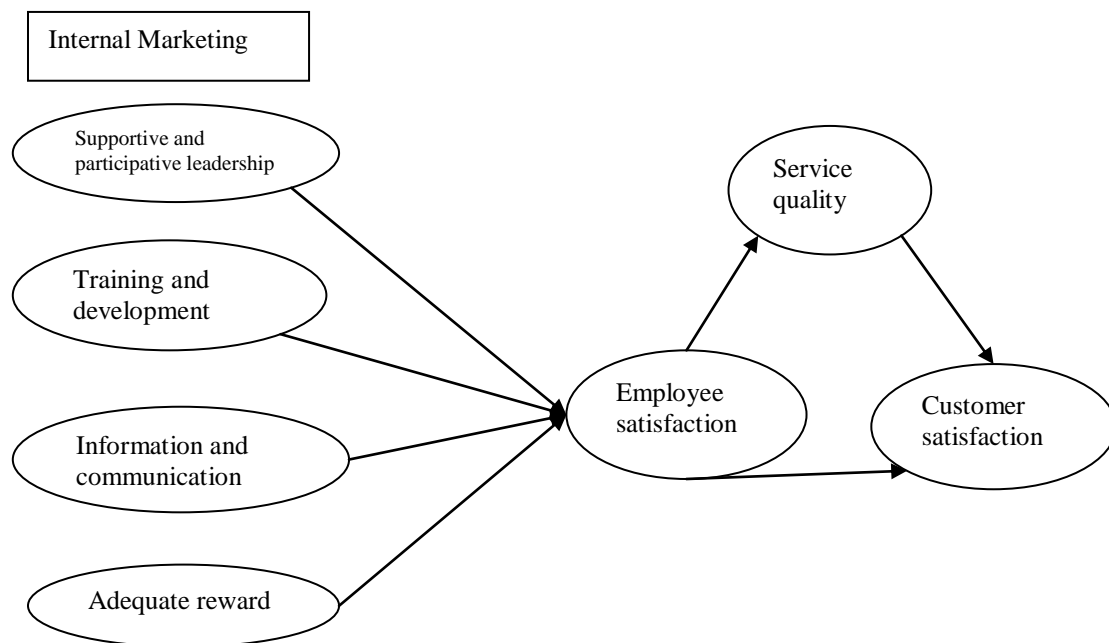 Internal Marketing
Supportive and
participative leadership
Training and
development
Information and
communication
Adequate reward
Service
quality
Employee
satisfaction
Customer
satisfaction